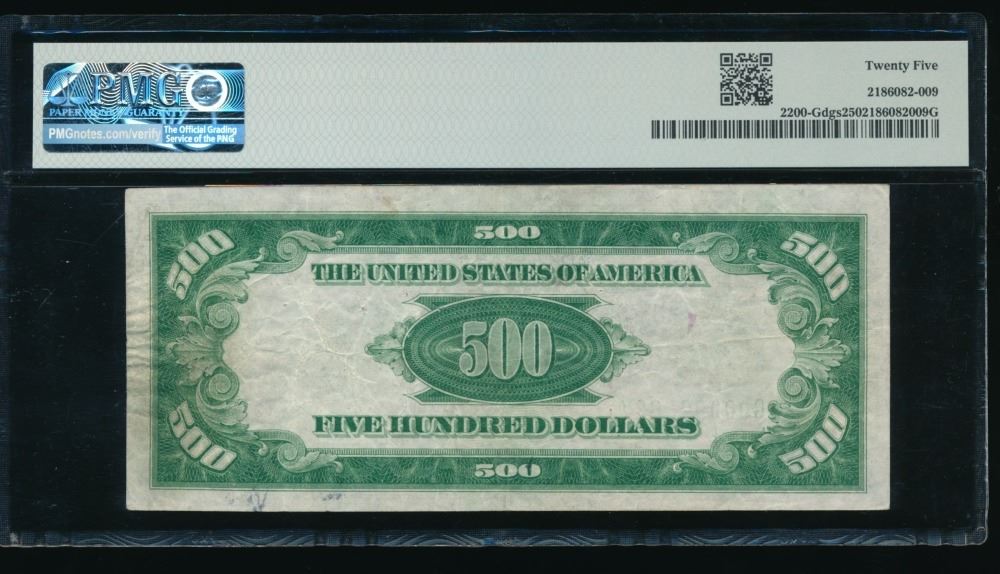 PMG
PAPER MONEY GUARANTY
PMGnotes.com/verify
The Official Grading
Service of the PNG
Twenty Five
2186082-009
2200-Gdgs2502186082009G
500
500 500
THE UNITED STATES OF AMERICA
500
FIVE HUNDRED DOLLARS
500 500
500